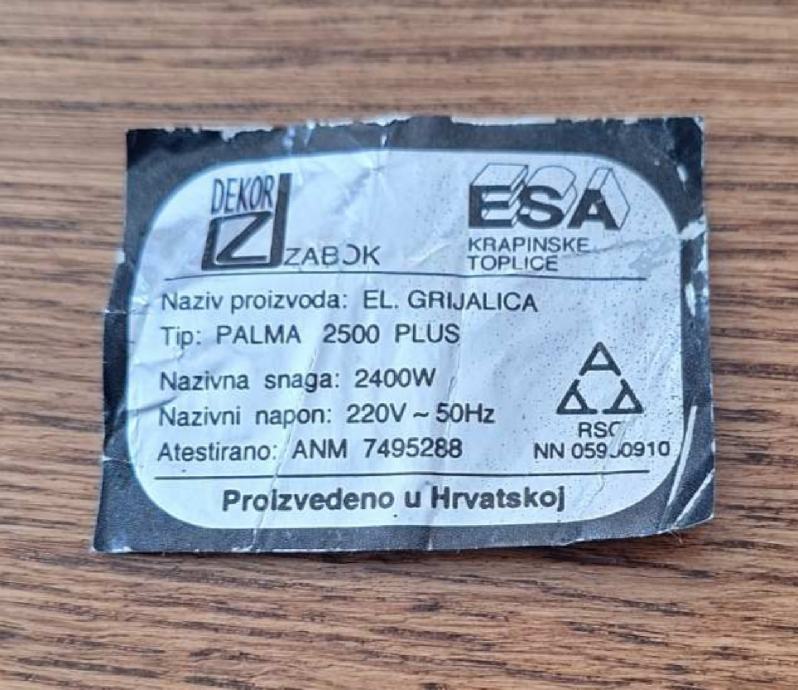 DEKOR
Z ZABOK
ESA
KRAPINSKE
TOPLICE
Naziv proizvoda: EL. GRIJALICA
Tip: PALMA 2500 PLUS
Nazivna snaga: 2400W
Nazivni napon: 220V ~ 50Hz
Atestirano: ANM 7495288
A
NN
Proizvedeno u Hrvatskoj